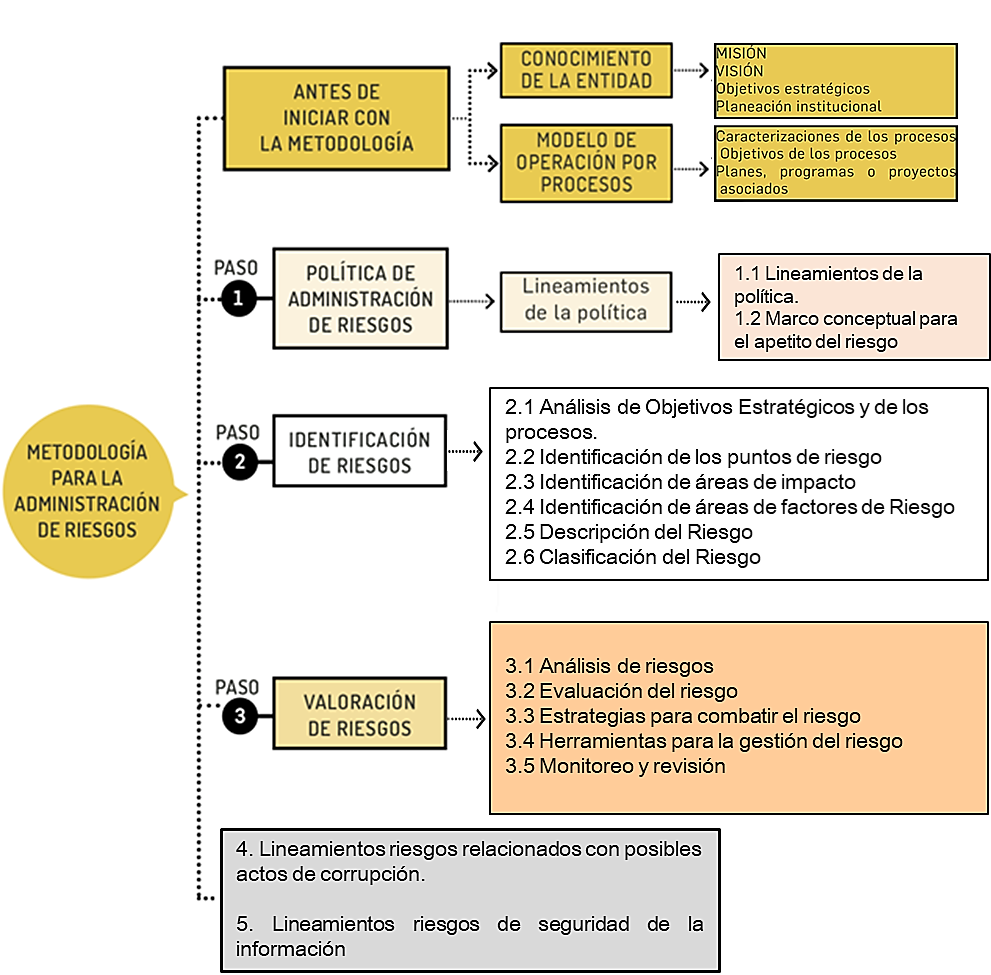 METODOLOGÍA
PARA LA
ADMINISTRACIÓN
DE RIESGOS
ANTES DE
INICIAR CON
LA METODOLOGÍA
CONOCIMIENTO
DE LA ENTIDAD
MISIÓN
VISIÓN
Objetivos estratégicos
Planeación institucional
MODELO DE
OPERACIÓN POR
PROCESOS
Caracterizaciones de los procesos
Objetivos de los procesos
Planes, programas o proyectos
asociados
PASO
1
POLÍTICA DE
ADMINISTRACIÓN
DE RIESGOS
Lineamientos
de la política
1.1 Lineamientos de la
política.
1.2 Marco conceptual para
el apetito del riesgo
PASO
2
IDENTIFICACIÓN
DE RIESGOS
2.1 Análisis de Objetivos Estratégicos y de los
procesos.
2.2 Identificación de los puntos de riesgo
2.3 Identificación de áreas de impacto
2.4 Identificación de áreas de factores de Riesgo
2.5 Descripción del Riesgo
2.6 Clasificación del Riesgo
PASO
3
VALORACIÓN
DE RIESGOS
3.1 Análisis de riesgos
3.2 Evaluación del riesgo
3.3 Estrategias para combatir el riesgo
3.4 Herramientas para la gestión del riesgo
3.5 Monitoreo y revisión
4. Lineamientos riesgos relacionados con posibles
actos de corrupción.
5. Lineamientos riesgos de seguridad de la
información